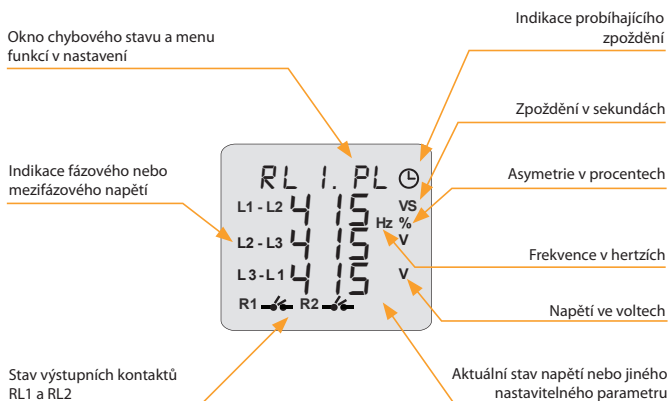 Indikace probíhajícího
zpoždění
Okno chybového stavu a menu
funkcí v nastavení
Zpoždění v sekundách
Indikace fázového nebo
mezifázového napětí
Asymetrie v procentech
RL 1. PL
L1 - L2 415 VS
Hz %
L2 - L3 415 V
L3 - L1 415 V
R1 R2
Frekvence v hertzích
Napětí ve voltech
Stav výstupních kontaktů
RL1 a RL2
Aktuální stav napětí nebo jiného
nastavitelného parametru